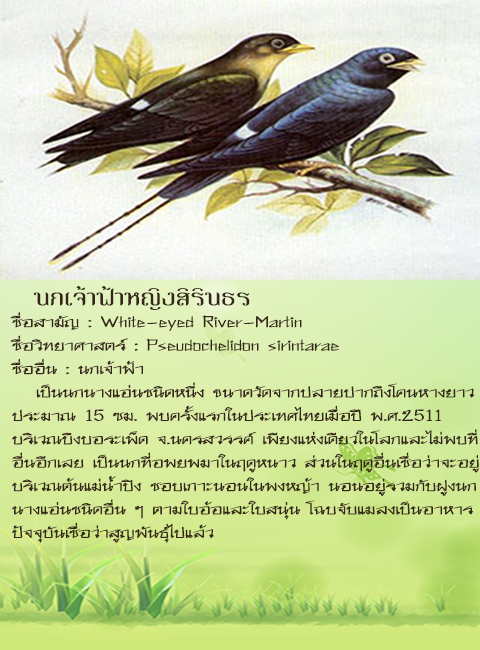 นกเจ้าฟ้าหญิงสิรินธร
ชื่อสามัญ : White-eyed River-Martin
ชื่อวิทยาศาสตร์ : Pseudochelidon sirintarae
ชื่ออื่น : นกเจ้าฟ้า
เป็นนกนางแอ่นชนิดหนึ่ง ขนาดวัดจากปลายปากถึงโคนหางยาว
ประมาณ 15 ซม. พบครั้งแรกในประเทศไทยเมื่อปี พ.ศ.2511
บริเวณบึงบอระเพ็ด จ.นครสวรรค์ เพียงแห่งเดียวในโลกและไม่พบที่
อื่นอีกเลย เป็นนกที่อพยพมาในฤดูหนาว ส่วนในฤดูอื่นเชื่อว่าจะอยู่
บริเวณต้นแม่น้ำปิง ชอบเกาะนอนในพงหญ้า นอนอยู่รวมกับฝูงนก
นางแอ่นชนิดอื่น ๆ ตามใบอ้อและใบสนุ่น โฉบจับแมลงเป็นอาหาร
ปัจจุบันเชื่อว่าสูญพันธุ์ไปแล้ว